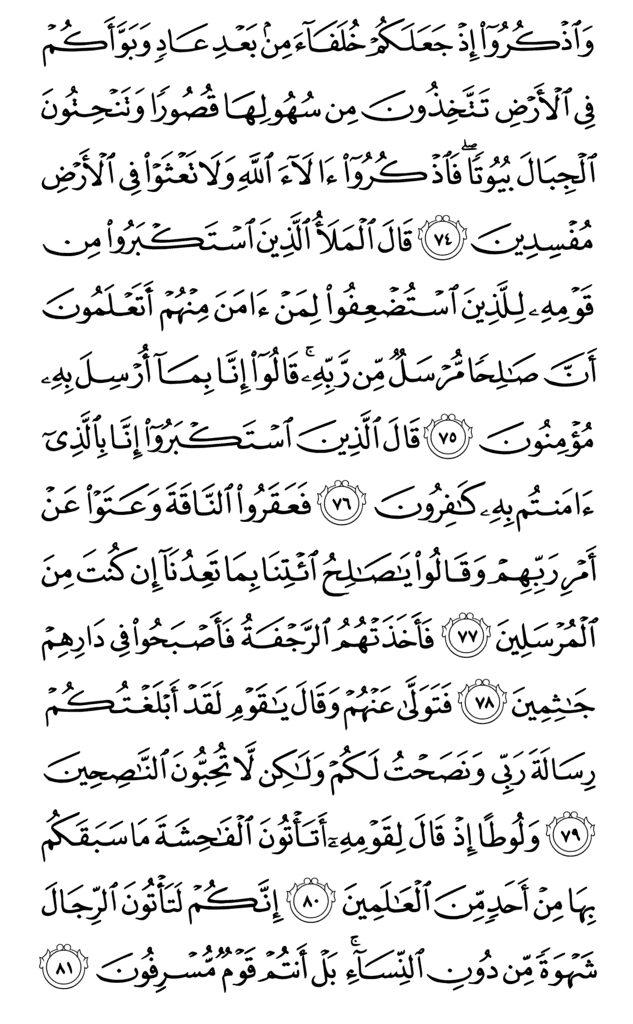 وَٱذۡكُرُوٓاْ إِذۡ جَعَلَكُمۡ خُلَفَآءَ مِنۢ بَعۡدِ عَادٖ وَبَوَّأَكُمۡ
فِي ٱلۡأَرۡضِ تَتَّخِذُونَ مِن سُهُولِهَا قُصُورٗا وَتَنۡحِتُونَ
ٱلۡجِبَالَ بُيُوتٗاۖ فَٱذۡكُرُوٓاْ ءَالَآءَ ٱللَّهِ وَلَا تَعۡثَوۡاْ فِي ٱلۡأَرۡضِ
مُفۡسِدِينَ ٧٤ قَالَ ٱلۡمَلَأُ ٱلَّذِينَ ٱسۡتَكۡبَرُواْ مِن
قَوۡمِهِۦ لِلَّذِينَ ٱسۡتُضۡعِفُواْ لِمَنۡ ءَامَنَ مِنۡهُمۡ أَتَعۡلَمُونَ
أَنَّ صَٰلِحٗا مُّرۡسَلٞ مِّن رَّبِّهِۦۚ قَالُوٓاْ إِنَّا بِمَآ أُرۡسِلَ بِهِۦ
مُؤۡمِنُونَ ٧٥ قَالَ ٱلَّذِينَ ٱسۡتَكۡبَرُوٓاْ إِنَّا بِٱلَّذِيٓ
ءَامَنتُم بِهِۦ كَٰفِرُونَ ٧٦ فَعَقَرُواْ ٱلنَّاقَةَ وَعَتَوۡاْ عَنۡ
أَمۡرِ رَبِّهِمۡ وَقَالُواْ يَٰصَٰلِحُ ٱئۡتِنَا بِمَا تَعِدُنَآ إِن كُنتَ مِنَ
ٱلۡمُرۡسَلِينَ ٧٧ فَأَخَذَتۡهُمُ ٱلرَّجۡفَةُ فَأَصۡبَحُواْ فِي دَارِهِمۡ
جَٰثِمِينَ ٧٨ فَتَوَلَّىٰ عَنۡهُمۡ وَقَالَ يَٰقَوۡمِ لَقَدۡ أَبۡلَغۡتُكُمۡ
رِسَالَةَ رَبِّي وَنَصَحۡتُ لَكُمۡ وَلَٰكِن لَّا تُحِبُّونَ ٱلنَّٰصِحِينَ
٧٩ وَلُوطًا إِذۡ قَالَ لِقَوۡمِهِۦٓ أَتَأۡتُونَ ٱلۡفَٰحِشَةَ مَا سَبَقَكُم
بِهَا مِنۡ أَحَدٖ مِّنَ ٱلۡعَٰلَمِينَ ٨٠ إِنَّكُمۡ لَتَأۡتُونَ ٱلرِّجَالَ
شَهۡوَةٗ مِّن دُونِ ٱلنِّسَآءِۚ بَلۡ أَنتُمۡ قَوۡمٞ مُّسۡرِفُونَ ٨١